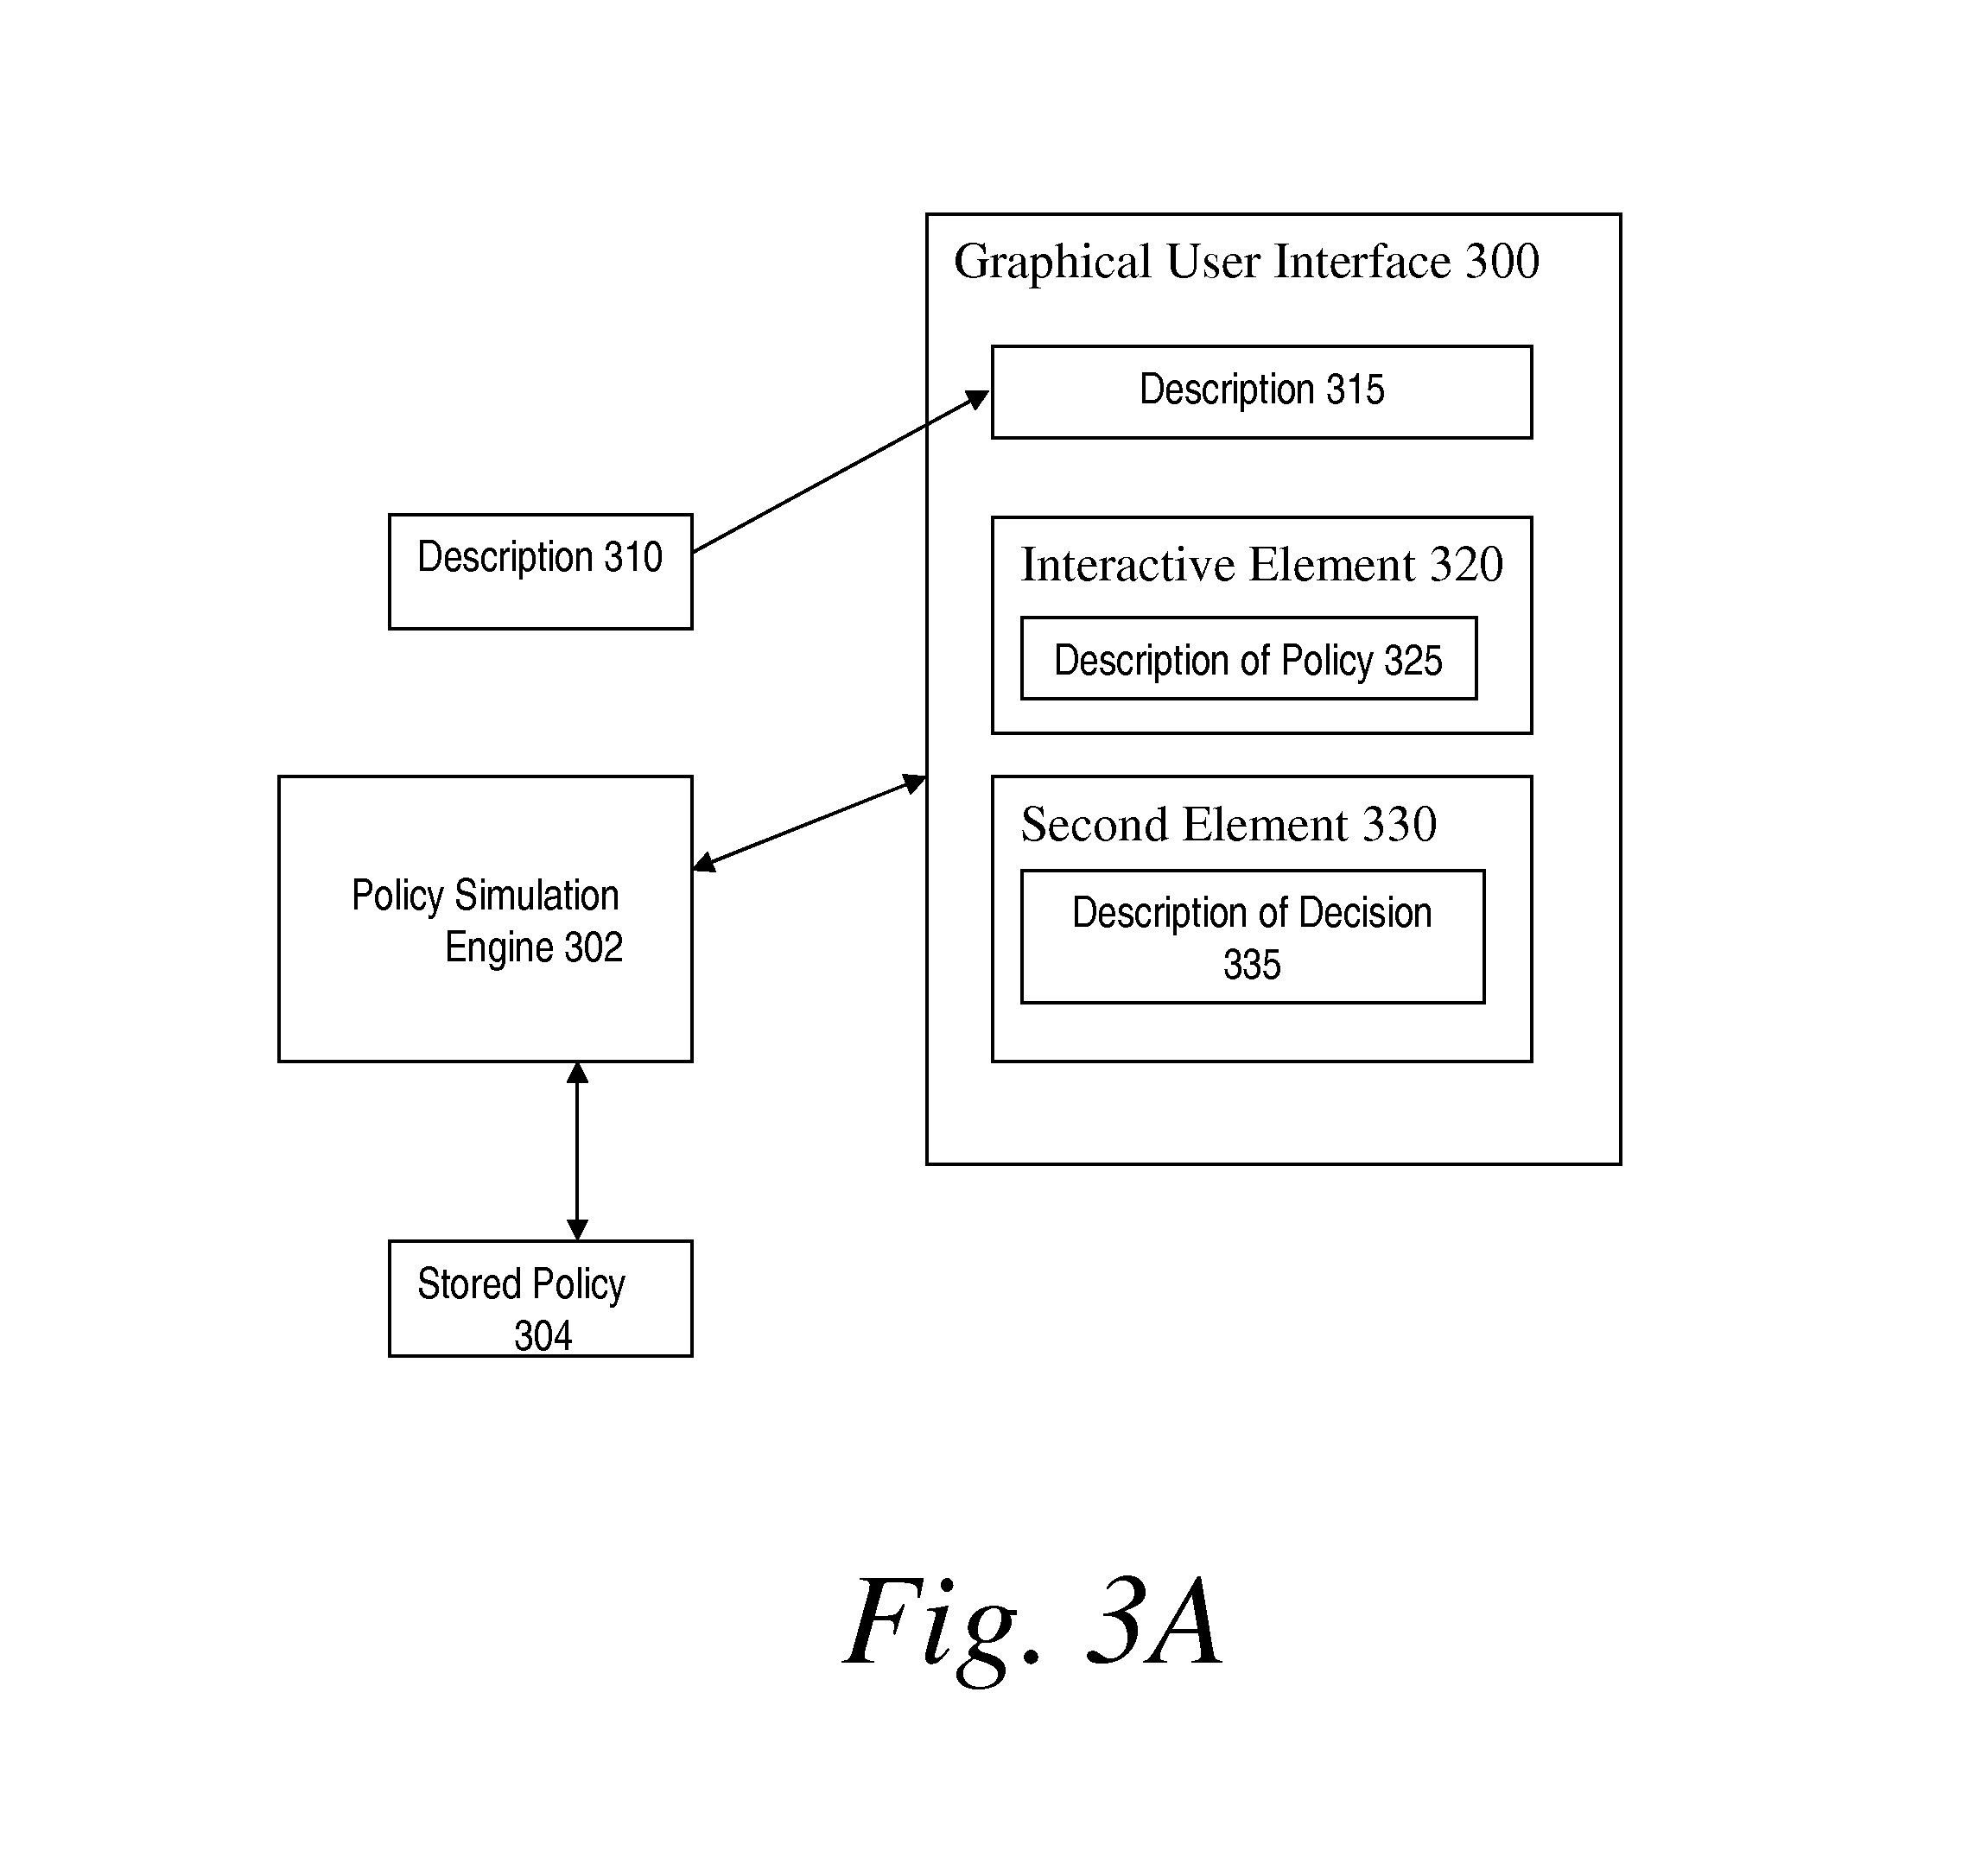 Graphical User Interface 300
Description 315
Description 310
Interactive Element 320
Description of Policy 325
Second Element 330
Description of Decision
335
Policy Simulation
Engine 302
Stored Policy
304
Fig. 3A